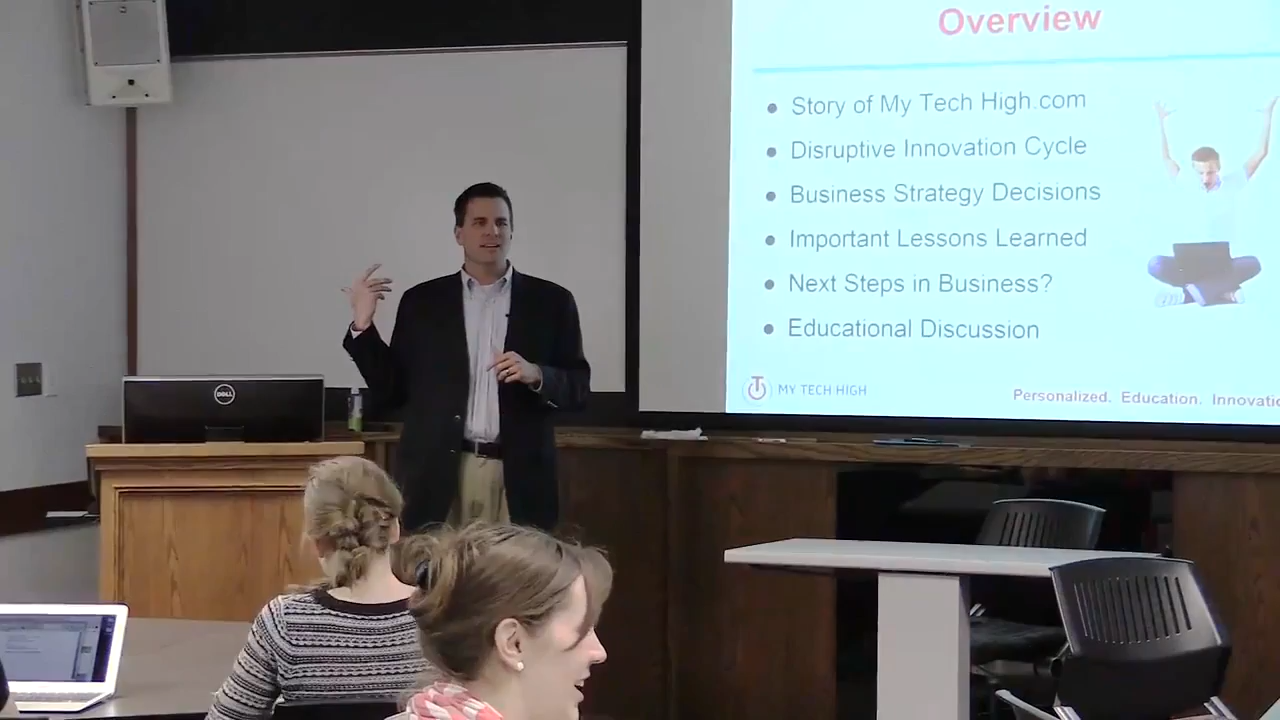 Overview
Story of My Tech High.com
Disruptive Innovation Cycle
Business Strategy Decisions
Important Lessons Learned
Next Steps in Business?
Educational Discussion
MY TECH HIGH
Personalized. Education. Innovatio
DELL